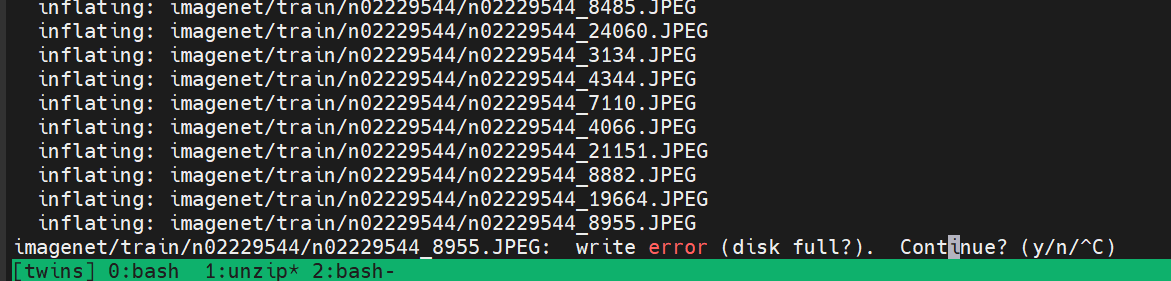 inflating: imagenet/train/n02229544/n02229544_8485.JPEG
inflating: imagenet/train/n02229544/n02229544_24060.JPEG
inflating: imagenet/train/n02229544/n02229544_3134.JPEG
inflating: imagenet/train/n02229544/n02229544_4344.JPEG
inflating: imagenet/train/n02229544/n02229544_7110.JPEG
inflating: imagenet/train/n02229544/n02229544_4066.JPEG
inflating: imagenet/train/n02229544/n02229544_21151.JPEG
inflating: imagenet/train/n02229544/n02229544_8882.JPEG
inflating: imagenet/train/n02229544/n02229544_19664.JPEG
inflating: imagenet/train/n02229544/n02229544_8955.JPEG
imagenet/train/n02229544/n02229544_8955.JPEG:  write error (disk full?).  Continue? (y/n/^C)
[twins] 0:bash  1:unzip* 2:bash-